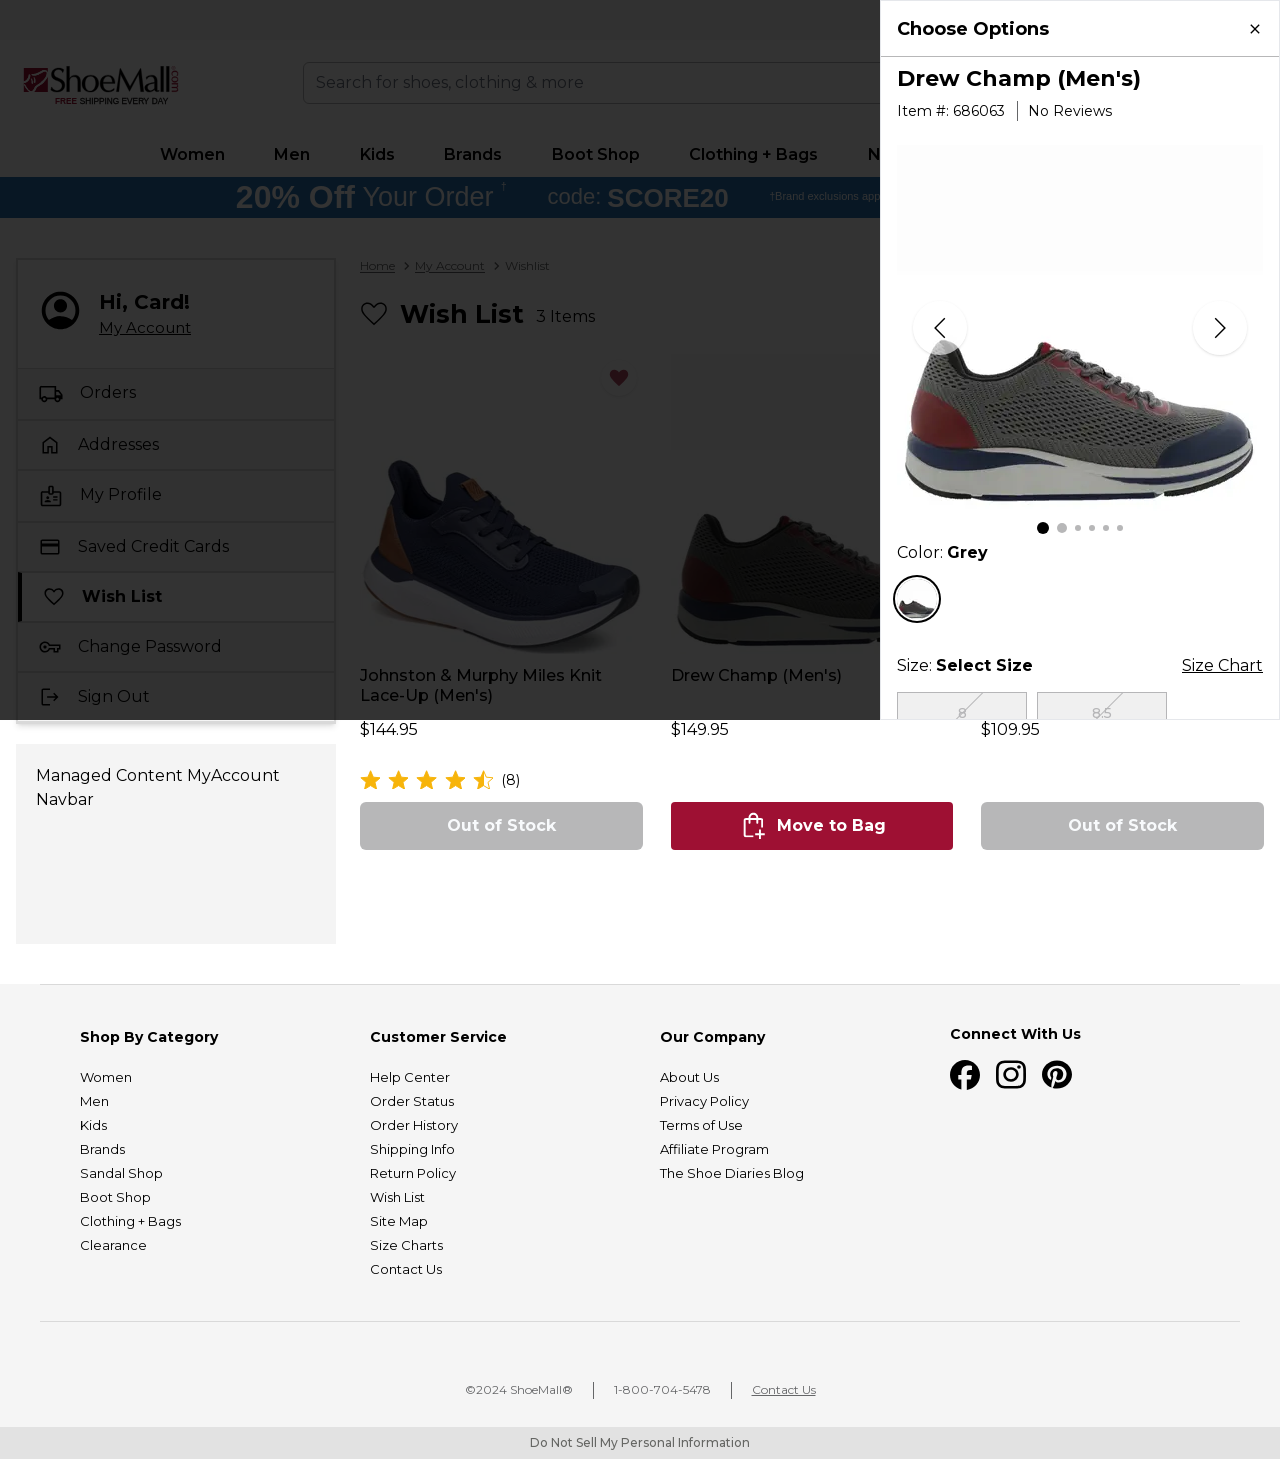 Choose Options
×
Drew Champ (Men's)
Item #: 686063
No Reviews
Color: Grey
Size: Select Size
Size Chart
8
8.5
ShoeMall.com
FREE SHIPPING EVERY DAY
Search for shoes, clothing & more
Women
Men
Kids
Brands
Boot Shop
Clothing + Bags
N
20% Off Your Order †
code: SCORE20
†Brand exclusions app
Hi, Card!
My Account
Orders
Addresses
My Profile
Saved Credit Cards
Wish List
Change Password
Sign Out
Managed Content MyAccount
Navbar
Home
My Account
Wishlist
Wish List
3 Items
Johnston & Murphy Miles Knit
Lace-Up (Men's)
$144.95
(8)
Out of Stock
Drew Champ (Men's)
$149.95
Move to Bag
$109.95
Out of Stock
Shop By Category
Women
Men
Kids
Brands
Sandal Shop
Boot Shop
Clothing + Bags
Clearance
Customer Service
Help Center
Order Status
Order History
Shipping Info
Return Policy
Wish List
Site Map
Size Charts
Contact Us
Our Company
About Us
Privacy Policy
Terms of Use
Affiliate Program
The Shoe Diaries Blog
Connect With Us
©2024 ShoeMall®
1-800-704-5478
Contact Us
Do Not Sell My Personal Information